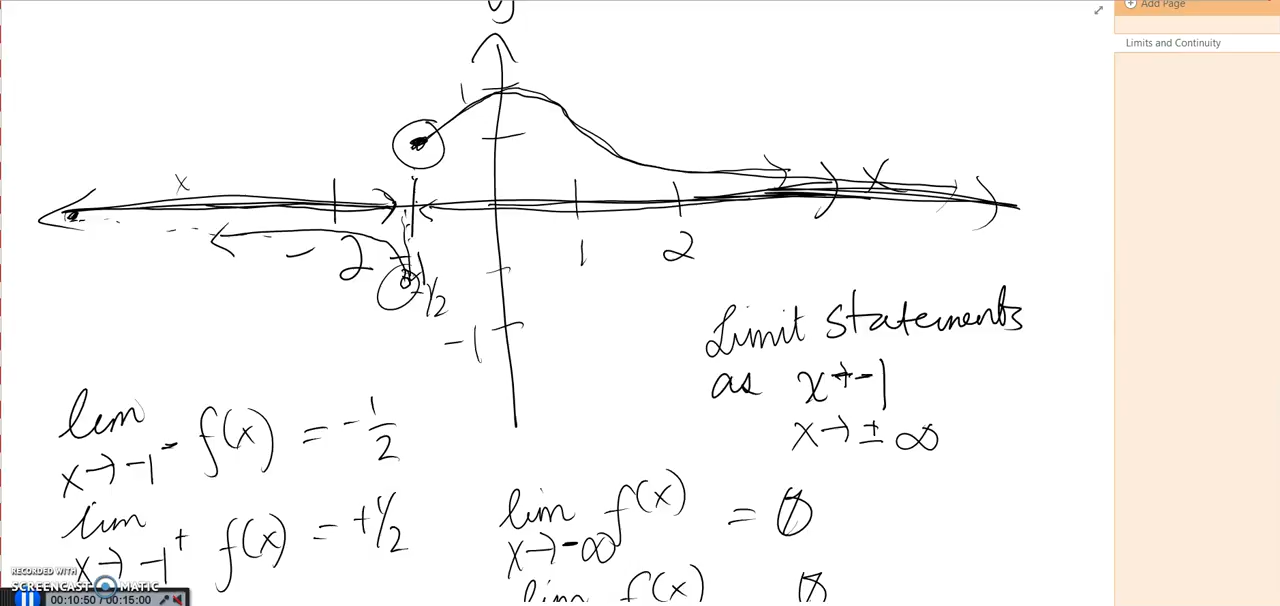 Add Page
Limits and Continuity
y
1
x
x
-2
-1/2
1
2
-1
Limit statements
as x→-1
x→±∞
lim f(x) = -1/2
x→-1⁻
lim f(x) = +1/2
x→-1⁺
lim f(x) = 0
x→-∞
lim f(x) 0
RECORDED WITH
SCREENCAST MATIC
00:10:50 / 00:15:00